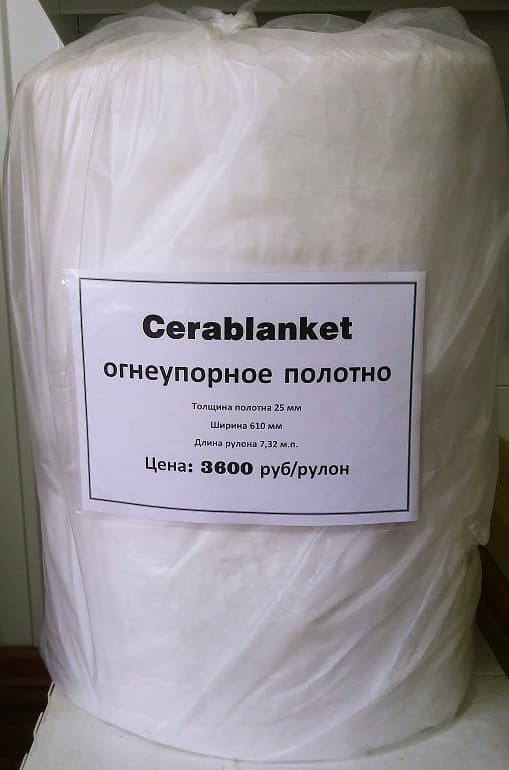 Cerablanket
огнеупорное полотно
Толщина полотна 25 мм
Ширина 610 мм
Длина рулона 7,32 м.п.
Цена: 3600 руб/рулон